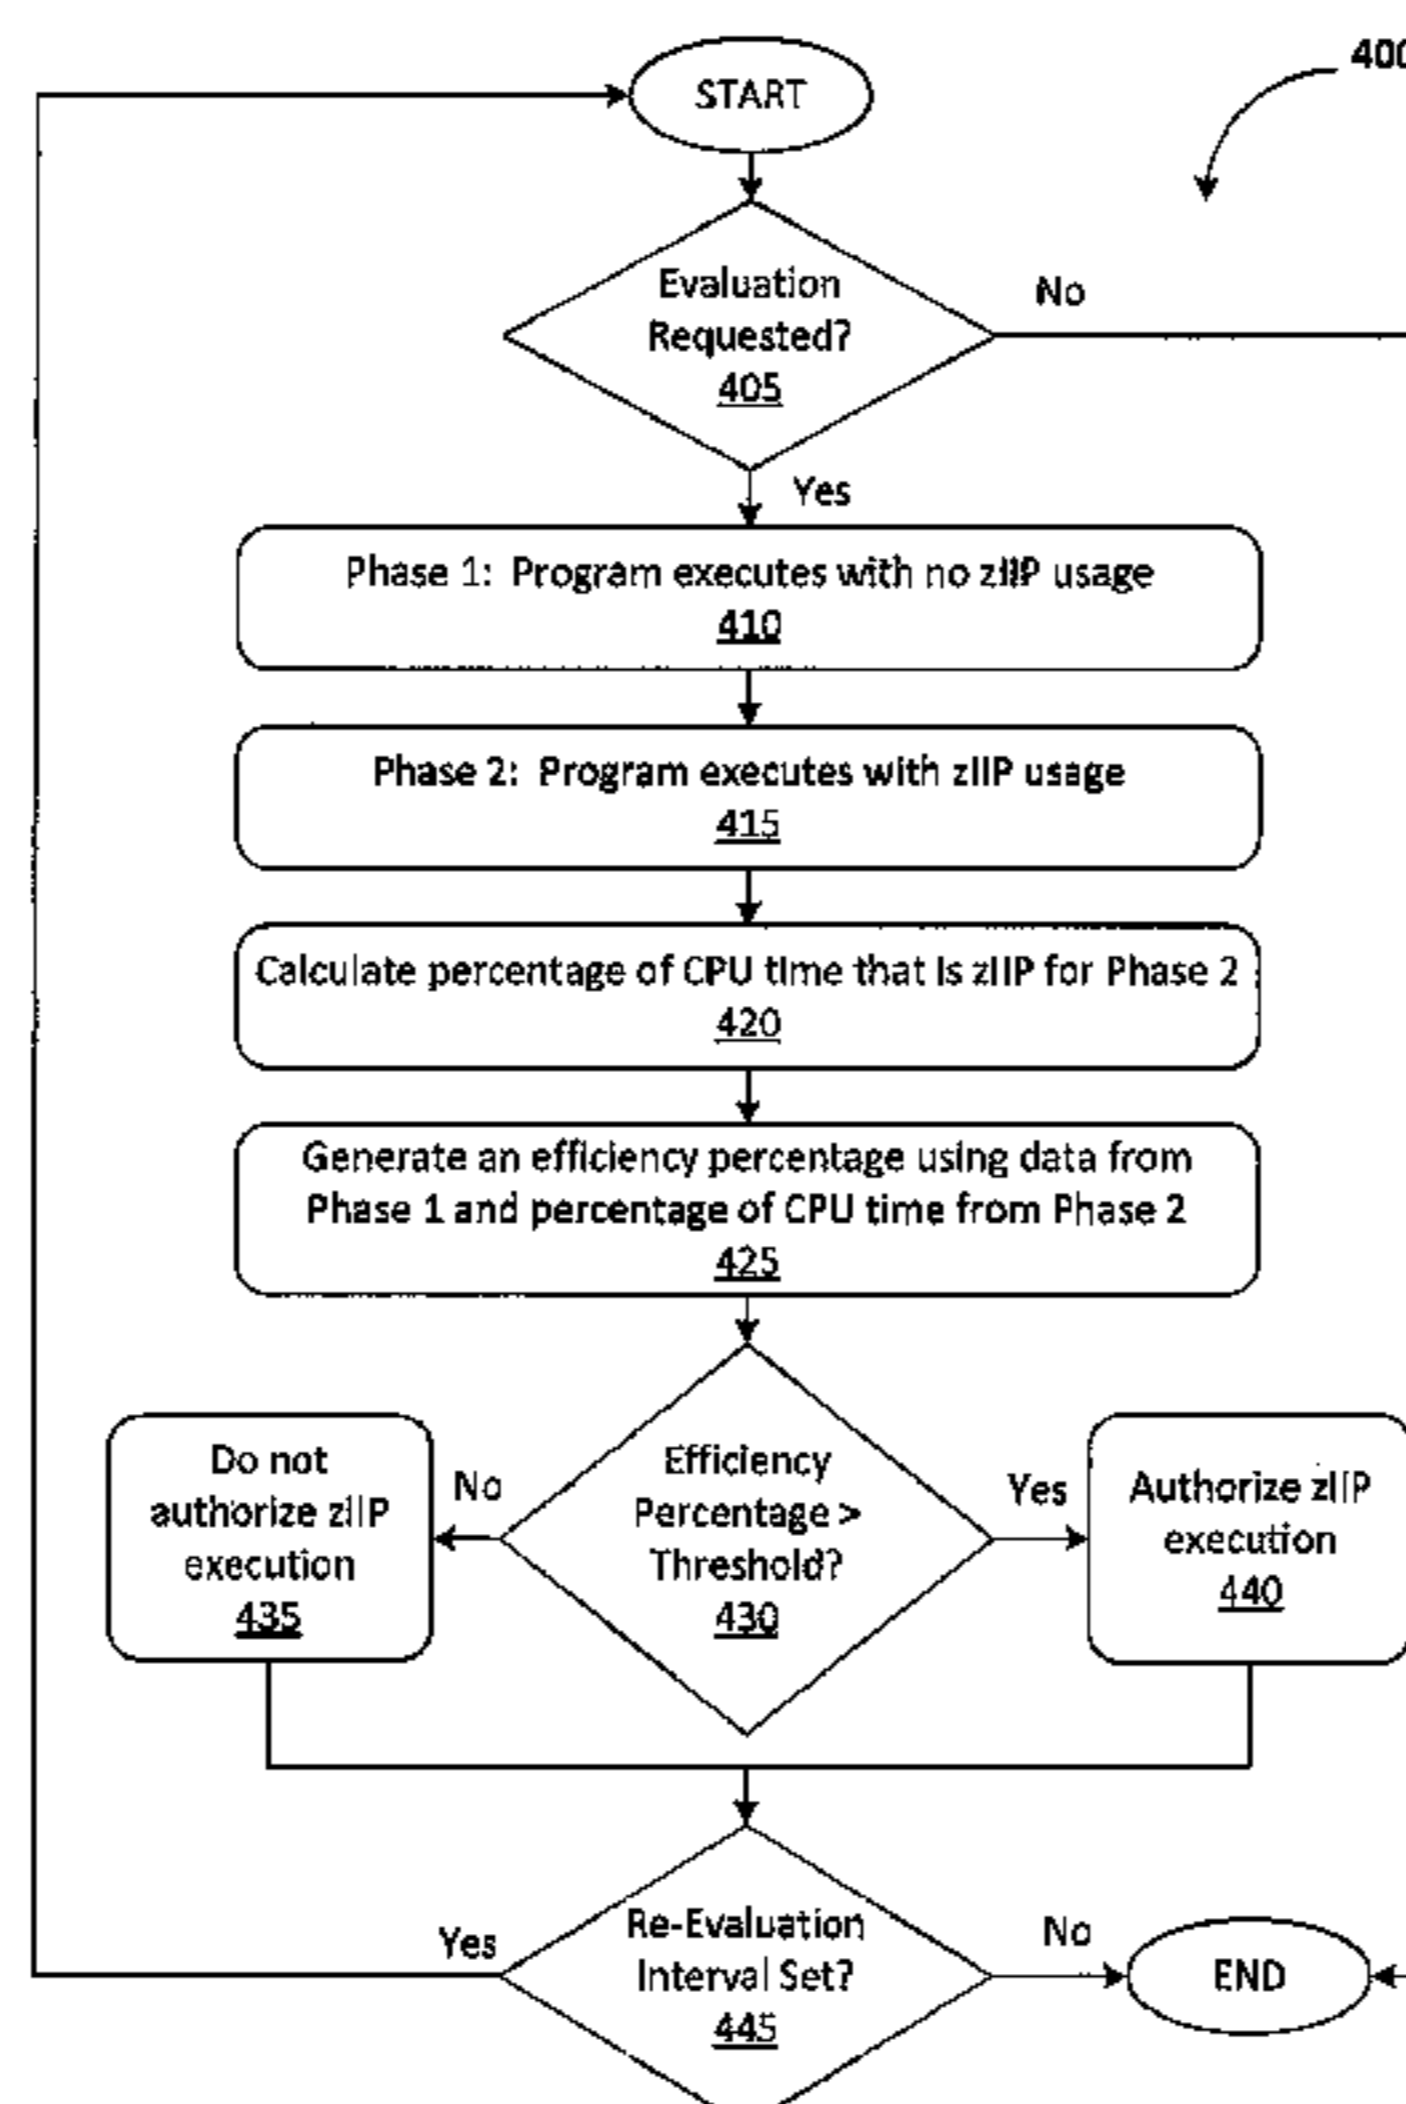 400
START
Evaluation
Requested?
405
No
Yes
Phase 1: Program executes with no zIIP usage
410
Phase 2: Program executes with zIIP usage
415
Calculate percentage of CPU time that is zIIP for Phase 2
420
Generate an efficiency percentage using data from
Phase 1 and percentage of CPU time from Phase 2
425
Do not
authorize zIIP
execution
435
No
Efficiency
Percentage >
Threshold?
430
Yes
Authorize zIIP
execution
440
Yes
Re-Evaluation
Interval Set?
445
No
END